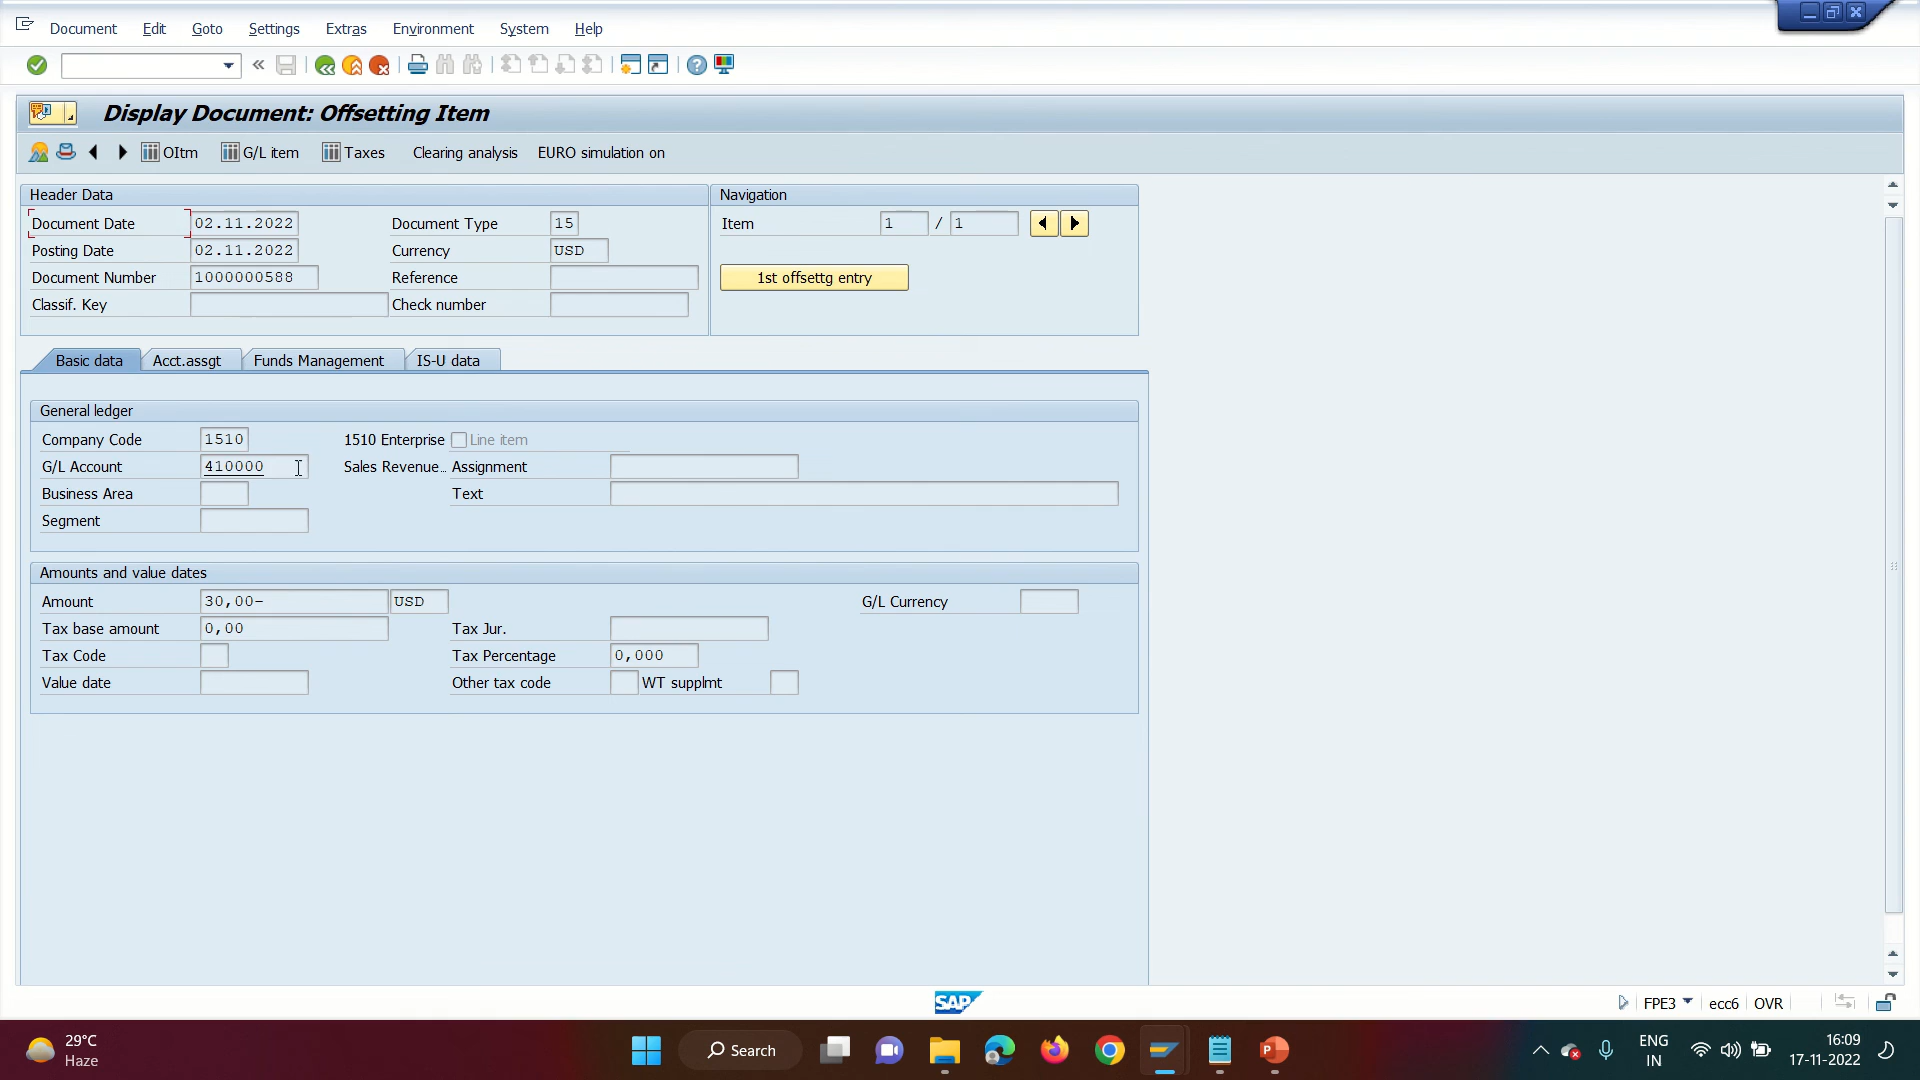 Document Edit Goto Settings Extras Environment System Help
Display Document: Offsetting Item
OItm G/L item Taxes Clearing analysis EURO simulation on
Header Data
Document Date 02.11.2022 Document Type 15
Posting Date 02.11.2022 Currency USD
Document Number 1000000588 Reference
Classif. Key Check number
Navigation
Item 1 / 1
1st offsettg entry
Basic data Acct.assgt Funds Management IS-U data
General ledger
Company Code 1510 1510 Enterprise Line item
G/L Account 410000 Sales Revenue… Assignment
Business Area Text
Segment
Amounts and value dates
Amount 30,00- USD G/L Currency
Tax base amount 0,00 Tax Jur.
Tax Code Tax Percentage 0,000
Value date Other tax code WT supplmt
SAP
FPE3 ecc6 OVR
29°C
Haze
Search
ENG
IN
16:09
17-11-2022